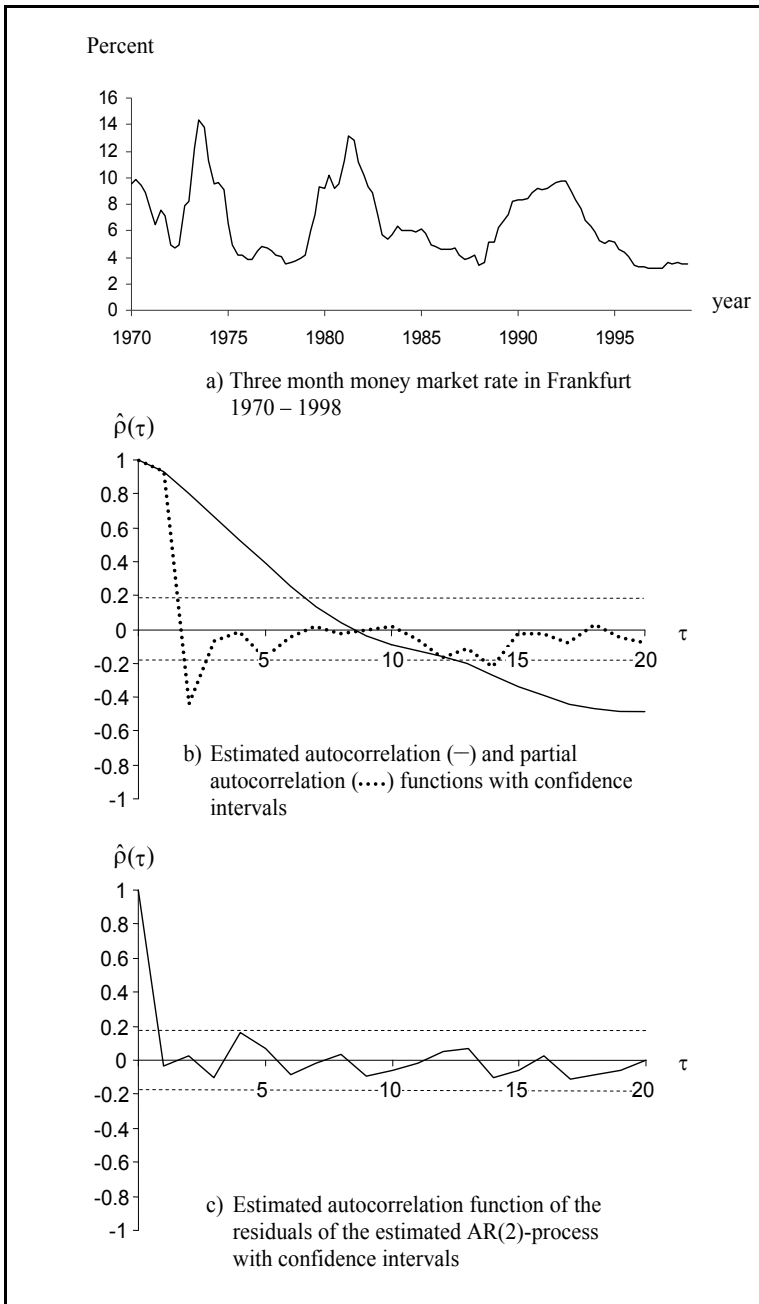 Percent
16
14
12
10
8
6
4
2
0
1970 1975 1980 1985 1990 1995
year
a) Three month money market rate in Frankfurt
1970 – 1998
ρ̂(τ)
1
0.8
0.6
0.4
0.2
0
-0.2
-0.4
-0.6
-0.8
-1
5 10 15 20
τ
b) Estimated autocorrelation (─) and partial
autocorrelation (....) functions with confidence
intervals
ρ̂(τ)
1
0.8
0.6
0.4
0.2
0
-0.2
-0.4
-0.6
-0.8
-1
5 10 15 20
τ
c) Estimated autocorrelation function of the
residuals of the estimated AR(2)-process
with confidence intervals